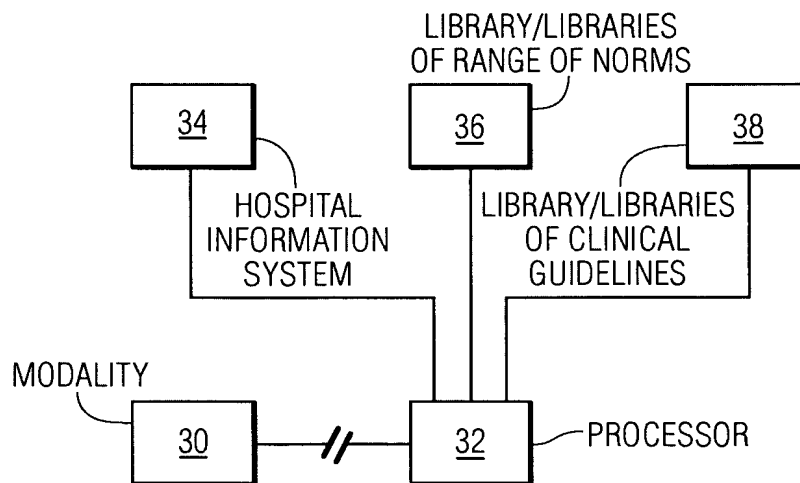 LIBRARY/LIBRARIES
OF RANGE OF NORMS
34
36
38
HOSPITAL
INFORMATION
SYSTEM
LIBRARY/LIBRARIES
OF CLINICAL
GUIDELINES
MODALITY
30
32
PROCESSOR